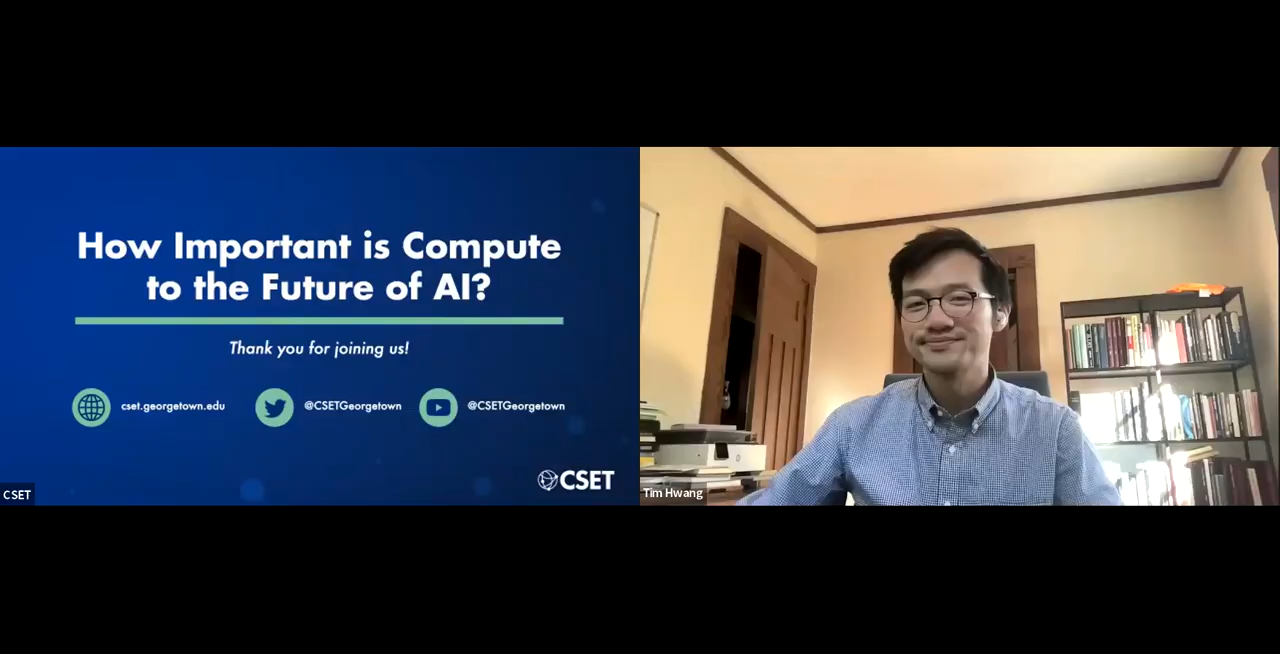 How Important is Compute
to the Future of AI?
Thank you for joining us!
cset.georgetown.edu
@CSETGeorgetown
@CSETGeorgetown
CSET
CSET
Tim Hwang